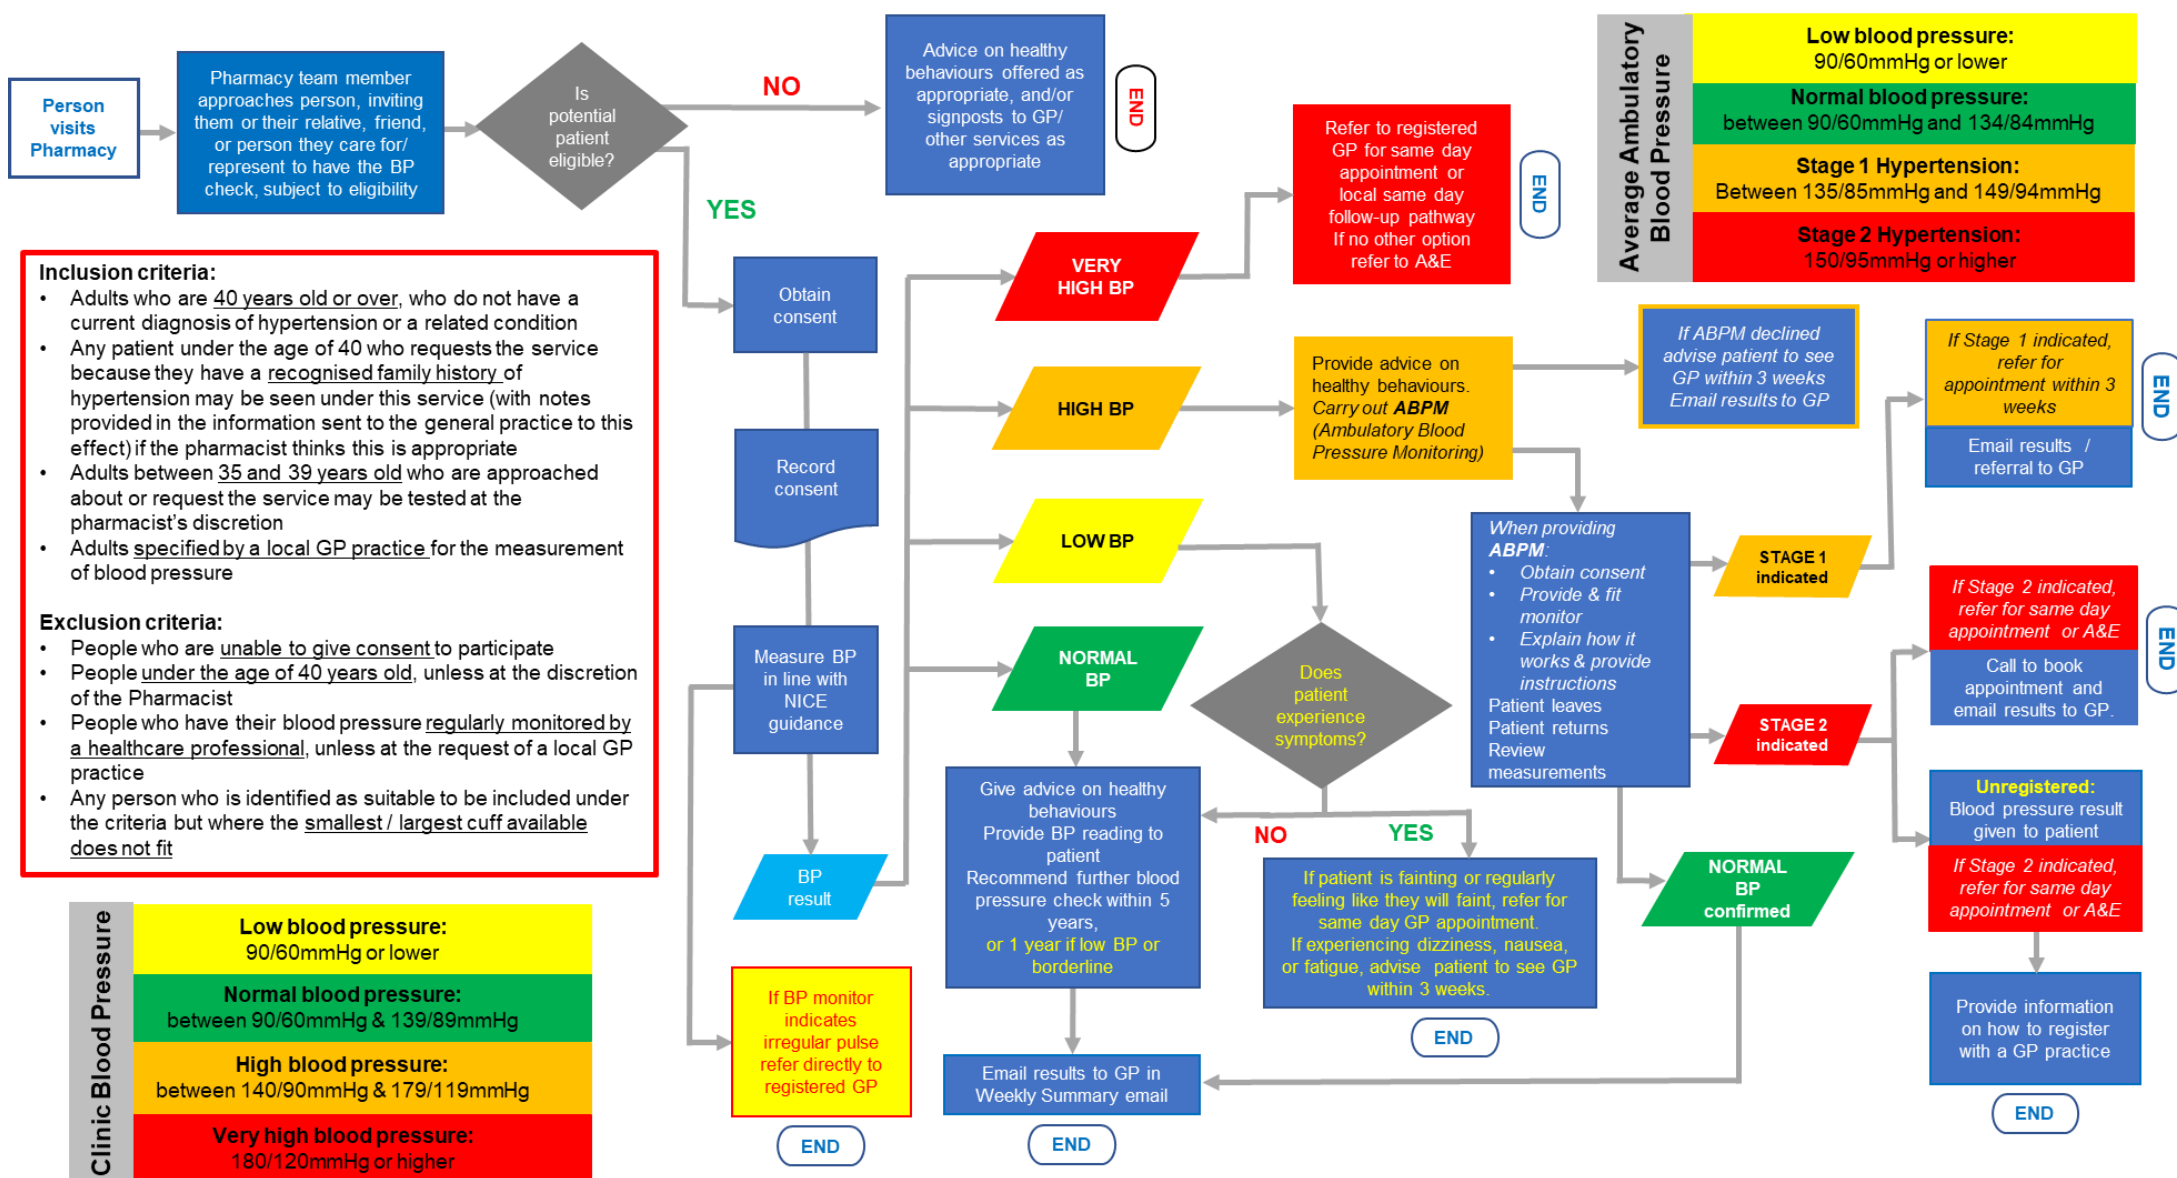 Person
visits
Pharmacy
Pharmacy team member
approaches person, inviting
them or their relative, friend,
or person they care for/
represent to have the BP
check, subject to eligibility
Is
potential
patient
eligible?
NO
YES
Advice on healthy
behaviours offered as
appropriate, and/or
signposts to GP/
other services as
appropriate
END
Refer to registered
GP for same day
appointment or
local same day
follow-up pathway
If no other option
refer to A&E
END
Average Ambulatory
Blood Pressure
Low blood pressure:
90/60mmHg or lower
Normal blood pressure:
between 90/60mmHg and 134/84mmHg
Stage 1 Hypertension:
Between 135/85mmHg and 149/94mmHg
Stage 2 Hypertension:
150/95mmHg or higher
Inclusion criteria:
• Adults who are 40 years old or over, who do not have a
current diagnosis of hypertension or a related condition
• Any patient under the age of 40 who requests the service
because they have a recognised family history of
hypertension may be seen under this service (with notes
provided in the information sent to the general practice to this
effect) if the pharmacist thinks this is appropriate
• Adults between 35 and 39 years old who are approached
about or request the service may be tested at the
pharmacist's discretion
• Adults specified by a local GP practice for the measurement
of blood pressure
Exclusion criteria:
• People who are unable to give consent to participate
• People under the age of 40 years old, unless at the discretion
of the Pharmacist
• People who have their blood pressure regularly monitored by
a healthcare professional, unless at the request of a local GP
practice
• Any person who is identified as suitable to be included under
the criteria but where the smallest / largest cuff available
does not fit
Obtain
consent
Record
consent
Measure BP
in line with
NICE
guidance
BP
result
If BP monitor
indicates
irregular pulse
refer directly to
registered GP
END
VERY
HIGH BP
HIGH BP
LOW BP
NORMAL
BP
Provide advice on
healthy behaviours.
Carry out ABPM
(Ambulatory Blood
Pressure Monitoring)
If ABPM declined
advise patient to see
GP within 3 weeks
Email results to GP
If Stage 1 indicated,
refer for
appointment within 3
weeks
Email results /
referral to GP
END
When providing
ABPM:
• Obtain consent
• Provide & fit
monitor
• Explain how it
works & provide
instructions
Patient leaves
Patient returns
Review
measurements
STAGE 1
indicated
STAGE 2
indicated
If Stage 2 indicated,
refer for same day
appointment or A&E
Call to book
appointment and
email results to GP.
END
Unregistered:
Blood pressure result
given to patient
If Stage 2 indicated,
refer for same day
appointment or A&E
Provide information
on how to register
with a GP practice
END
Does
patient
experience
symptoms?
NO
YES
Give advice on healthy
behaviours
Provide BP reading to
patient
Recommend further blood
pressure check within 5
years,
or 1 year if low BP or
borderline
If patient is fainting or regularly
feeling like they will faint, refer for
same day GP appointment.
If experiencing dizziness, nausea,
or fatigue, advise patient to see GP
within 3 weeks.
END
NORMAL
BP
confirmed
Email results to GP in
Weekly Summary email
END
Clinic Blood Pressure
Low blood pressure:
90/60mmHg or lower
Normal blood pressure:
between 90/60mmHg & 139/89mmHg
High blood pressure:
between 140/90mmHg & 179/119mmHg
Very high blood pressure:
180/120mmHg or higher